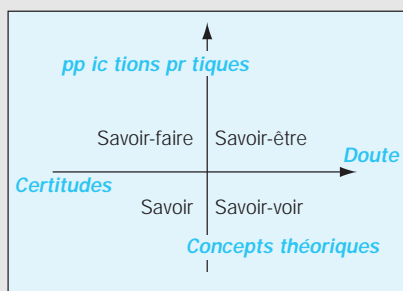 pp ic tions pr tiques
Savoir-faire Savoir-être
Doute
Certitudes
Savoir Savoir-voir
Concepts théoriques